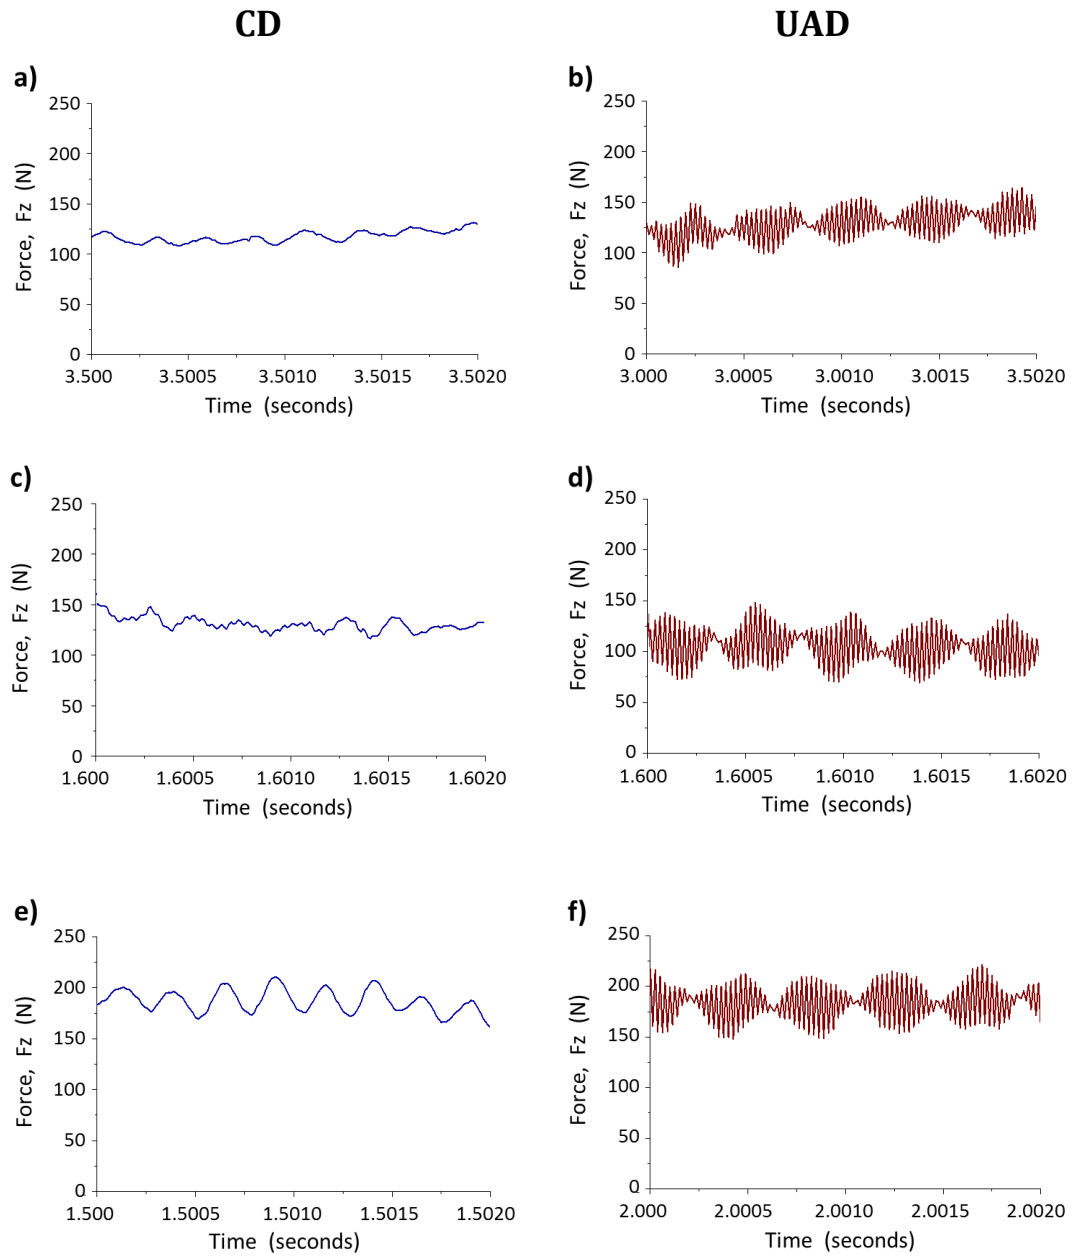 CD
UAD
a)
250
200
150
100
50
0
Force, Fz (N)
3.500 3.5005 3.5010 3.5015 3.5020
Time (seconds)
b)
250
200
150
100
50
0
Force, Fz (N)
3.000 3.0005 3.0010 3.0015 3.5020
Time (seconds)
c)
250
200
150
100
50
0
Force, Fz (N)
1.600 1.6005 1.6010 1.6015 1.6020
Time (seconds)
d)
250
200
150
100
50
0
Force, Fz (N)
1.600 1.6005 1.6010 1.6015 1.6020
Time (seconds)
e)
250
200
150
100
50
0
Force, Fz (N)
1.500 1.5005 1.5010 1.5015 1.5020
Time (seconds)
f)
250
200
150
100
50
0
Force, Fz (N)
2.000 2.0005 2.0010 2.0015 2.0020
Time (seconds)